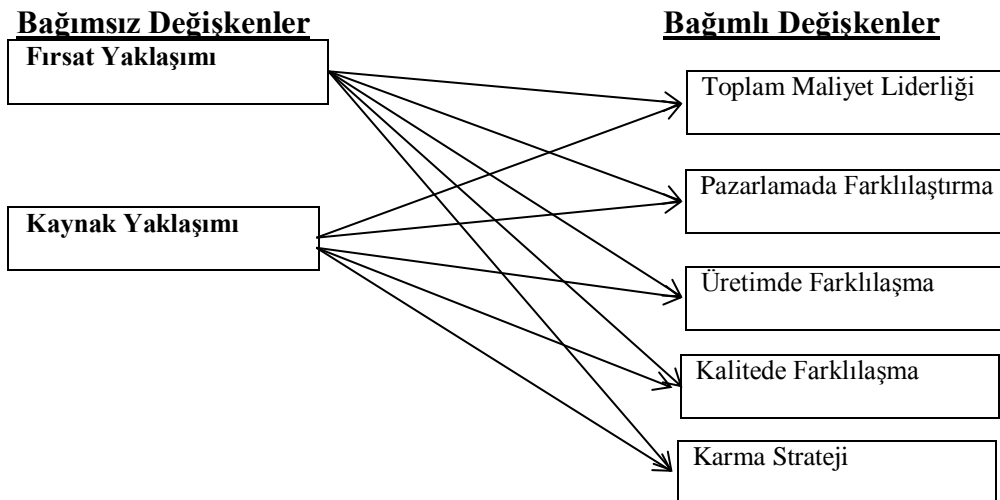 Bağımsız Değişkenler
Fırsat Yaklaşımı
Kaynak Yaklaşımı
Bağımlı Değişkenler
Toplam Maliyet Liderliği
Pazarlamada Farklılaştırma
Üretimde Farklılaşma
Kalitede Farklılaşma
Karma Strateji